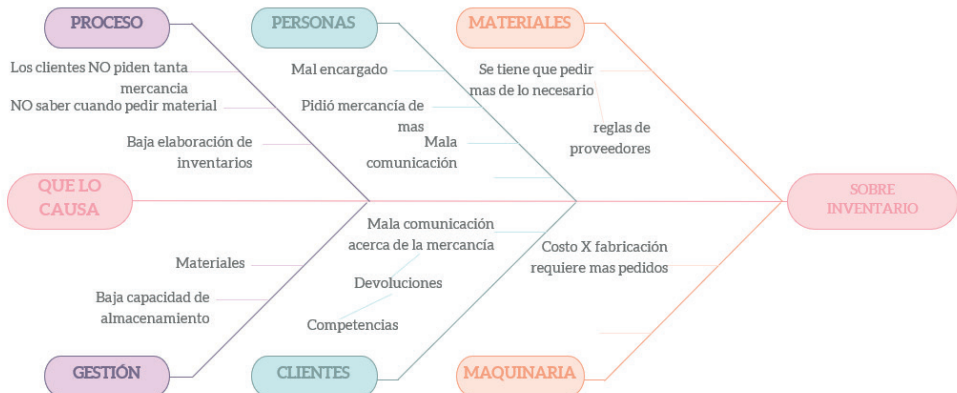 PROCESO
PERSONAS
MATERIALES
Los clientes NO piden tanta
mercancia
NO saber cuando pedir material
Baja elaboración de
inventarios
Mal encargado
Pidió mercancía de
mas
Mala
comunicación
Se tiene que pedir
mas de lo necesario
reglas de
proveedores
QUE LO
CAUSA
SOBRE
INVENTARIO
Materiales
Baja capacidad de
almacenamiento
Mala comunicación
acerca de la mercancía
Devoluciones
Competencias
Costo X fabricación
requiere mas pedidos
GESTIÓN
CLIENTES
MAQUINARIA